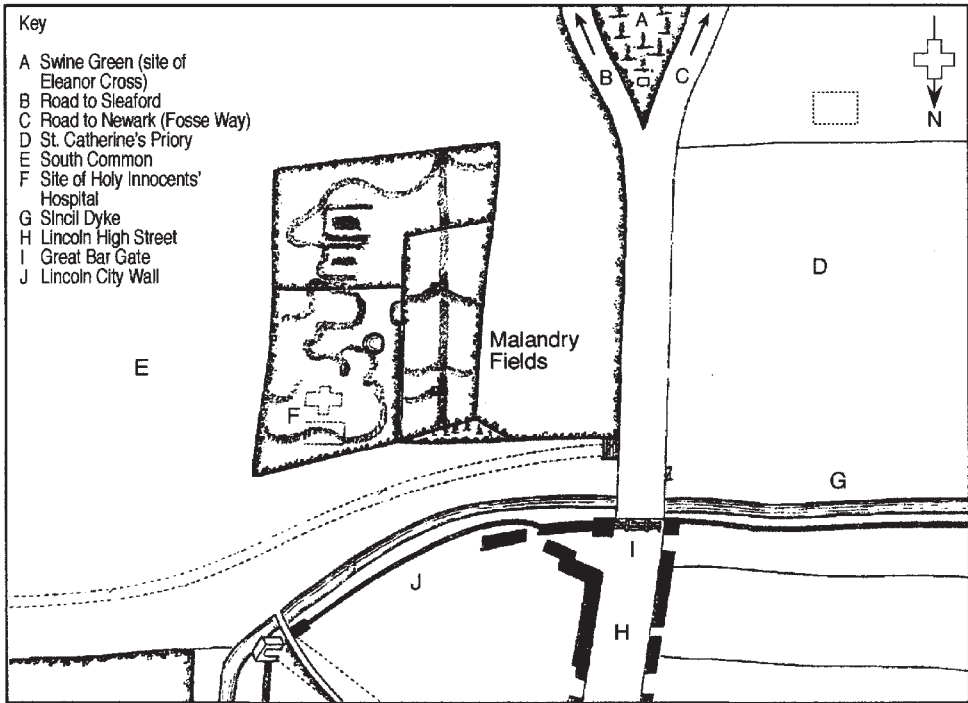 Key
A Swine Green (site of
Eleanor Cross)
B Road to Sleaford
C Road to Newark (Fosse Way)
D St. Catherine's Priory
E South Common
F Site of Holy Innocents'
Hospital
G Sincil Dyke
H Lincoln High Street
I Great Bar Gate
J Lincoln City Wall
A
B
C
N
D
E
Malandry
Fields
F
G
I
J
H